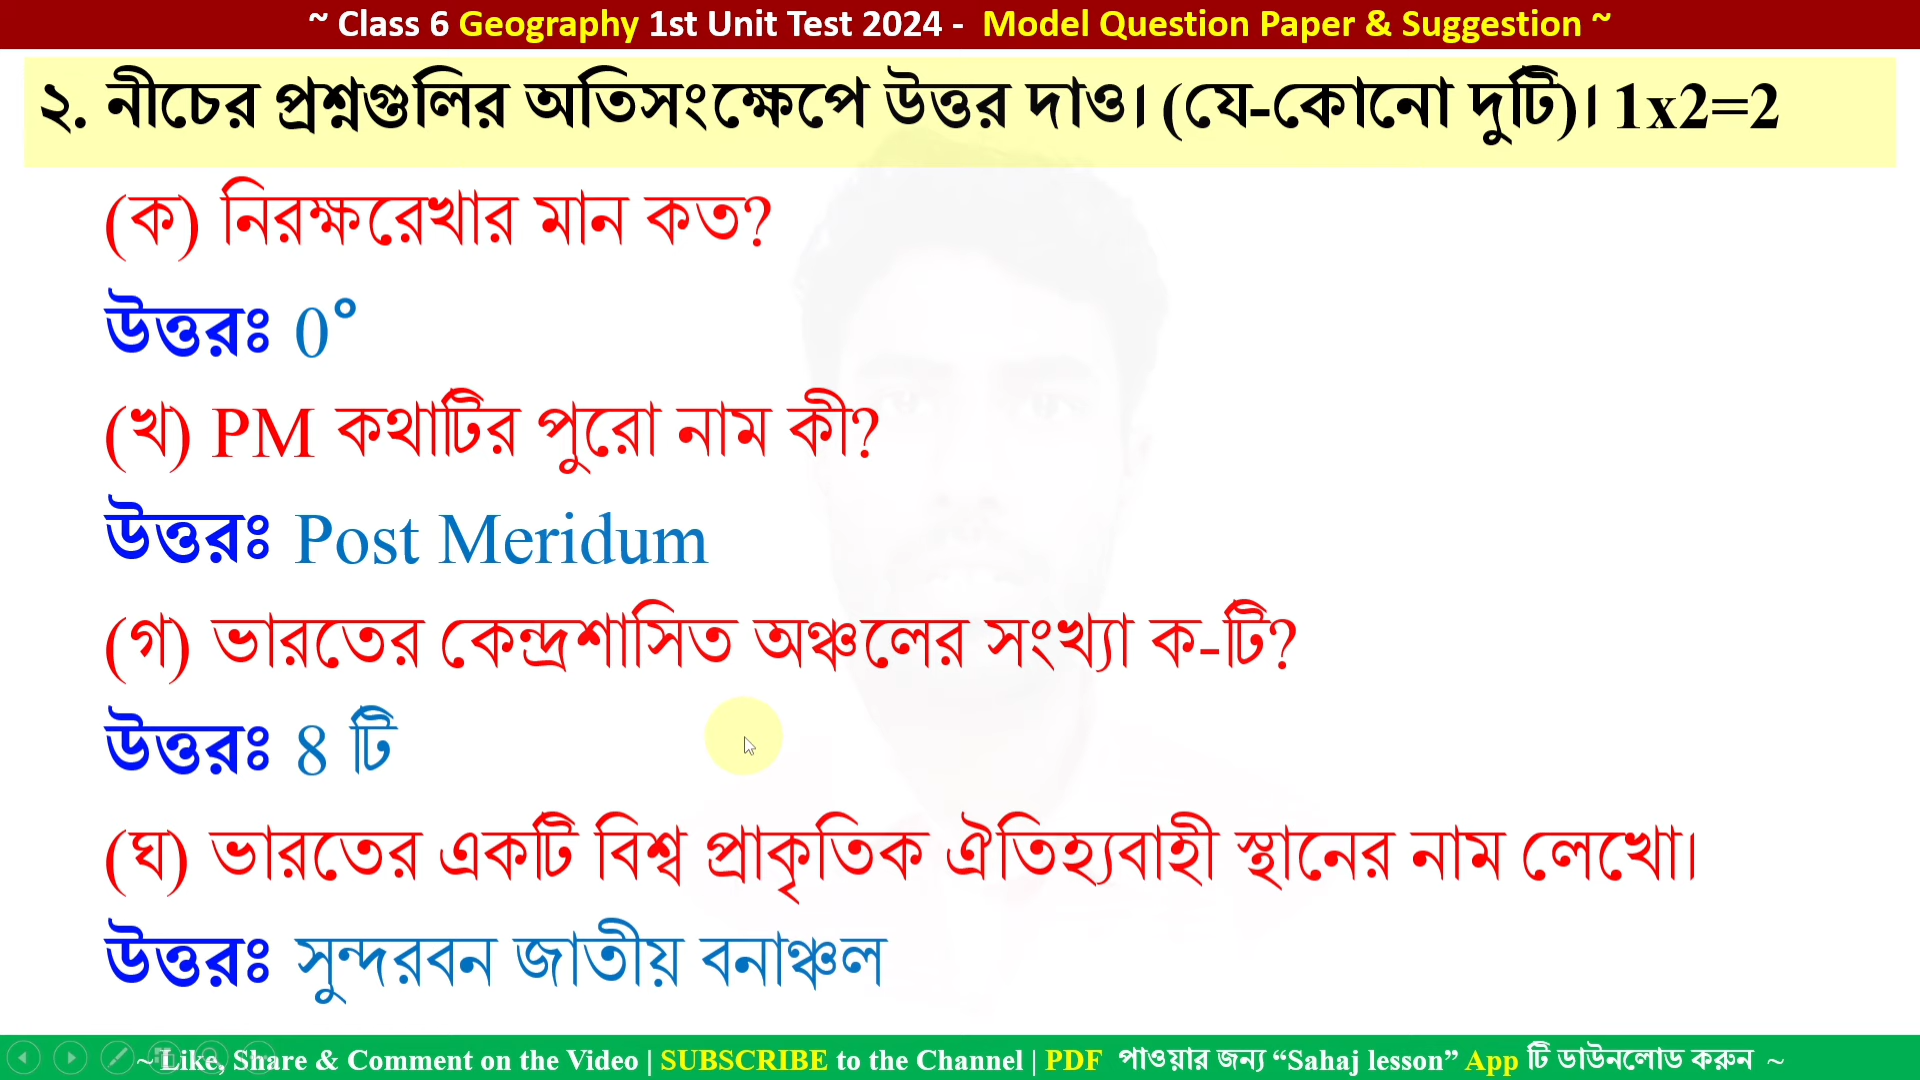 ~ Class 6 Geography 1st Unit Test 2024 - Model Question Paper & Suggestion ~
২. নীচের প্রশ্নগুলির অতিসংক্ষেপে উত্তর দাও। (যে-কোনো দুটি)। 1x2=2
(ক) নিরক্ষরেখার মান কত?
উত্তরঃ 0°
(খ) PM কথাটির পুরো নাম কী?
উত্তরঃ Post Meridum
(গ) ভারতের কেন্দ্রশাসিত অঞ্চলের সংখ্যা ক-টি?
উত্তরঃ 8 টি
(ঘ) ভারতের একটি বিশ্ব প্রাকৃতিক ঐতিহ্যবাহী স্থানের নাম লেখো।
উত্তরঃ সুন্দরবন জাতীয় বনাঞ্চল
~ Like, Share & Comment on the Video | SUBSCRIBE to the Channel | PDF পাওয়ার জন্য “Sahaj lesson” App টি ডাউনলোড করুন ~